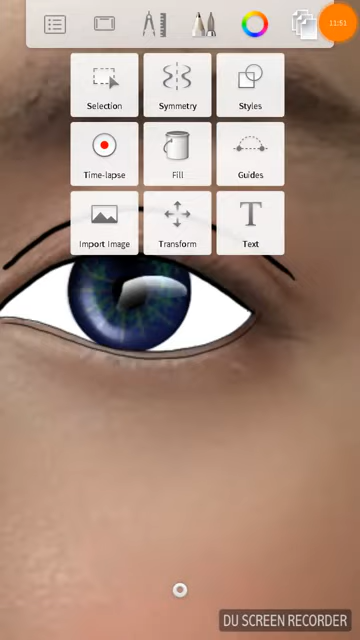 11:51
Selection
Symmetry
Styles
Time-lapse
Fill
Guides
Import Image
Transform
Text
DU SCREEN RECORDER